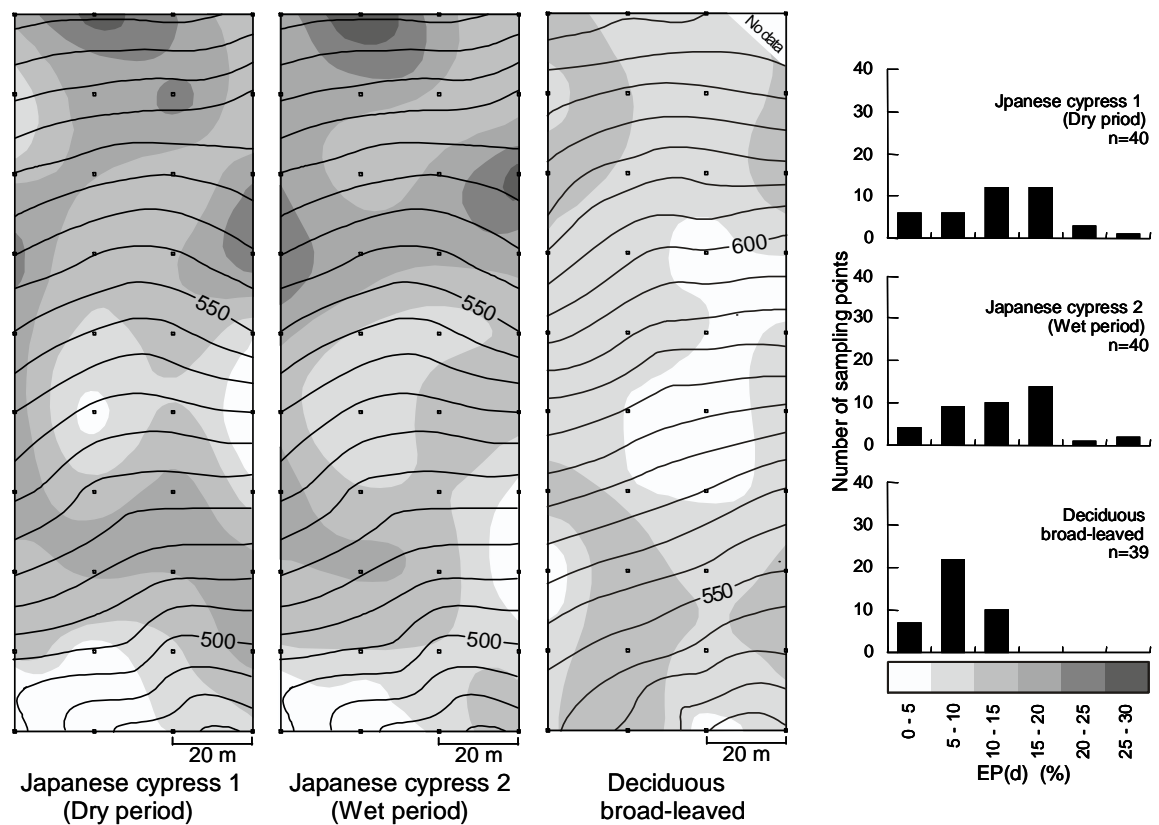 No data
600
550
550
550
500
500
20 m
20 m
20 m
Japanese cypress 1
(Dry period)
Japanese cypress 2
(Wet period)
Deciduous
broad-leaved
Number of sampling points
40
30
20
10
0
Jpanese cypress 1
(Dry priod)
n=40
40
30
20
10
0
Japanese cypress 2
(Wet period)
n=40
40
30
20
10
0
Deciduous
broad-leaved
n=39
0 - 5
5 - 10
10 - 15
15 - 20
20 - 25
25 - 30
EP(d) (%)